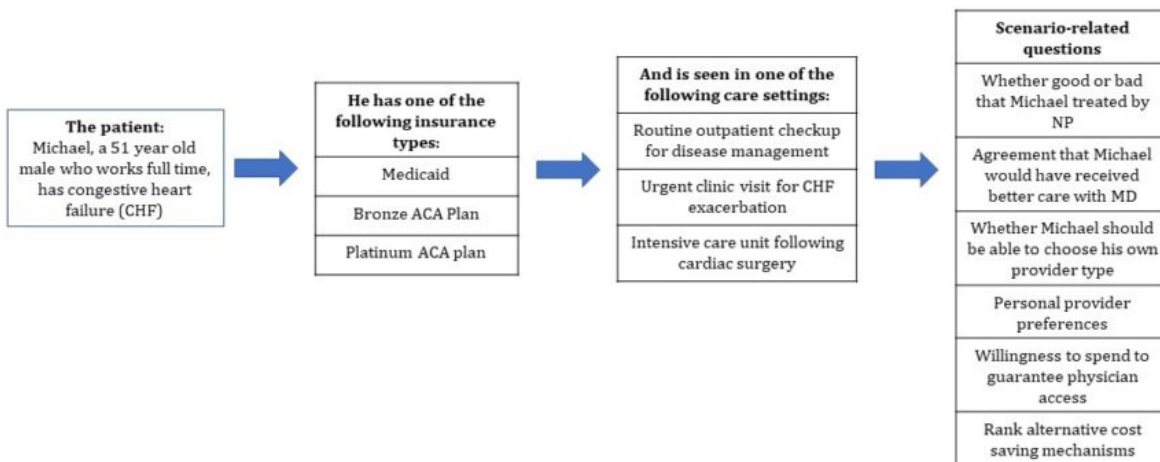 The patient:
Michael, a 51 year old
male who works full time,
has congestive heart
failure (CHF)
He has one of the
following insurance
types:
Medicaid
Bronze ACA Plan
Platinum ACA plan
And is seen in one of the
following care settings:
Routine outpatient checkup
for disease management
Urgent clinic visit for CHF
exacerbation
Intensive care unit following
cardiac surgery
Scenario-related
questions
Whether good or bad
that Michael treated by
NP
Agreement that Michael
would have received
better care with MD
Whether Michael should
be able to choose his own
provider type
Personal provider
preferences
Willingness to spend to
guarantee physician
access
Rank alternative cost
saving mechanisms